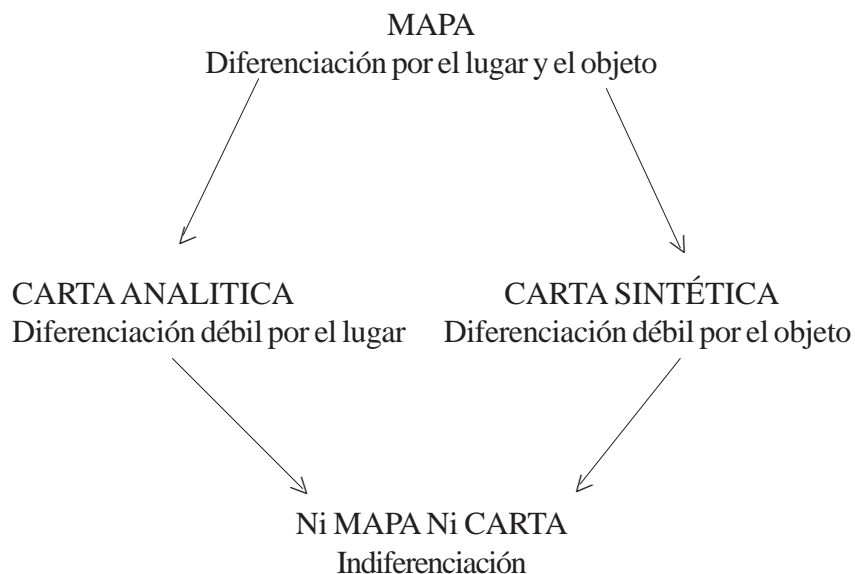 MAPA
Diferenciación por el lugar y el objeto
CARTA ANALITICA
Diferenciación débil por el lugar
CARTA SINTÉTICA
Diferenciación débil por el objeto
Ni MAPA Ni CARTA
Indiferenciación